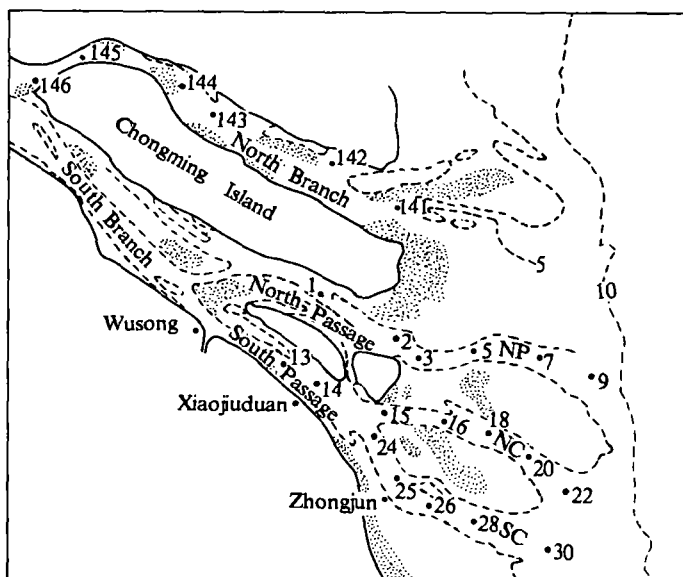 145
146
144
143
142
North Branch
Chongming Island
South Branch
141
5
10
1
North Passage
Wusong
South Passage
2
3
5
NP
7
9
13
14
Xiaojiuduan
15
16
18
NC
20
24
22
25
Zhongjun
26
28
SC
30